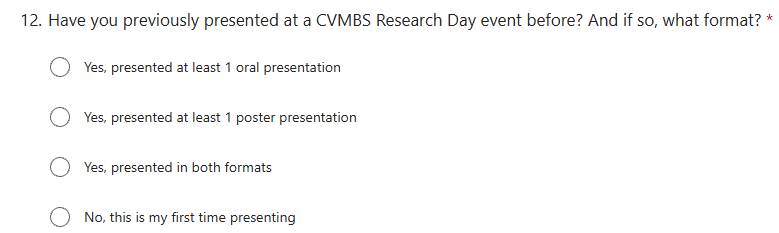 12. Have you previously presented at a CVMBS Research Day event before? And if so, what format? *
Yes, presented at least 1 oral presentation
Yes, presented at least 1 poster presentation
Yes, presented in both formats
No, this is my first time presenting